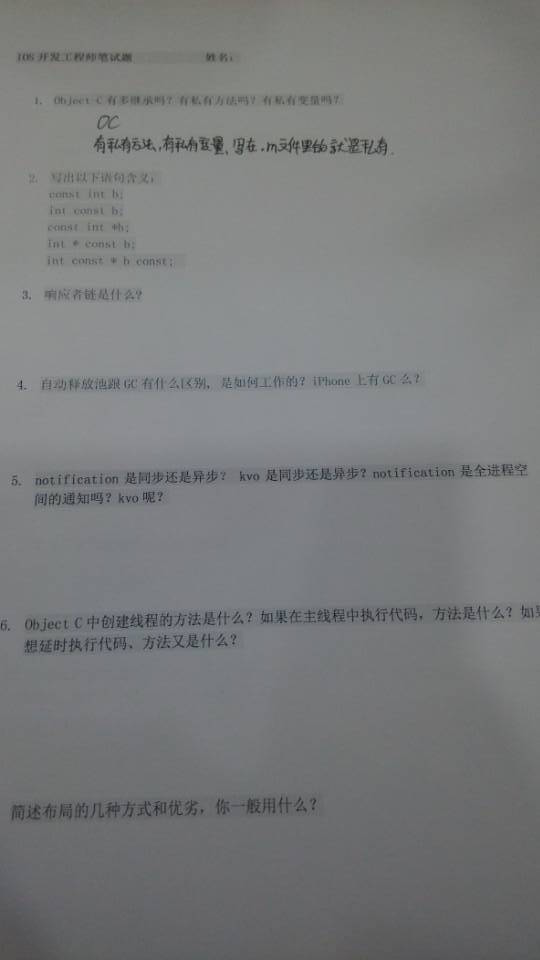 IOS 开发工程师笔试题 姓名：
1. Object C 有多继承吗？有私有方法吗？有私有变量吗？
OC
有私有方法，有私有变量，写在.m文件里的就是私有.
2. 写出以下语句含义：
const int b;
int const b;
const int *b;
int * const b;
int const * b const;
3. 响应者链是什么？
4. 自动释放池跟 GC 有什么区别，是如何工作的？iPhone 上有 GC 么？
5. notification 是同步还是异步？ kvo 是同步还是异步？notification 是全进程空
间的通知吗？kvo 呢？
6. Object C 中创建线程的方法是什么？如果在主线程中执行代码，方法是什么？如
想延时执行代码、方法又是什么？
简述布局的几种方式和优劣，你一般用什么？